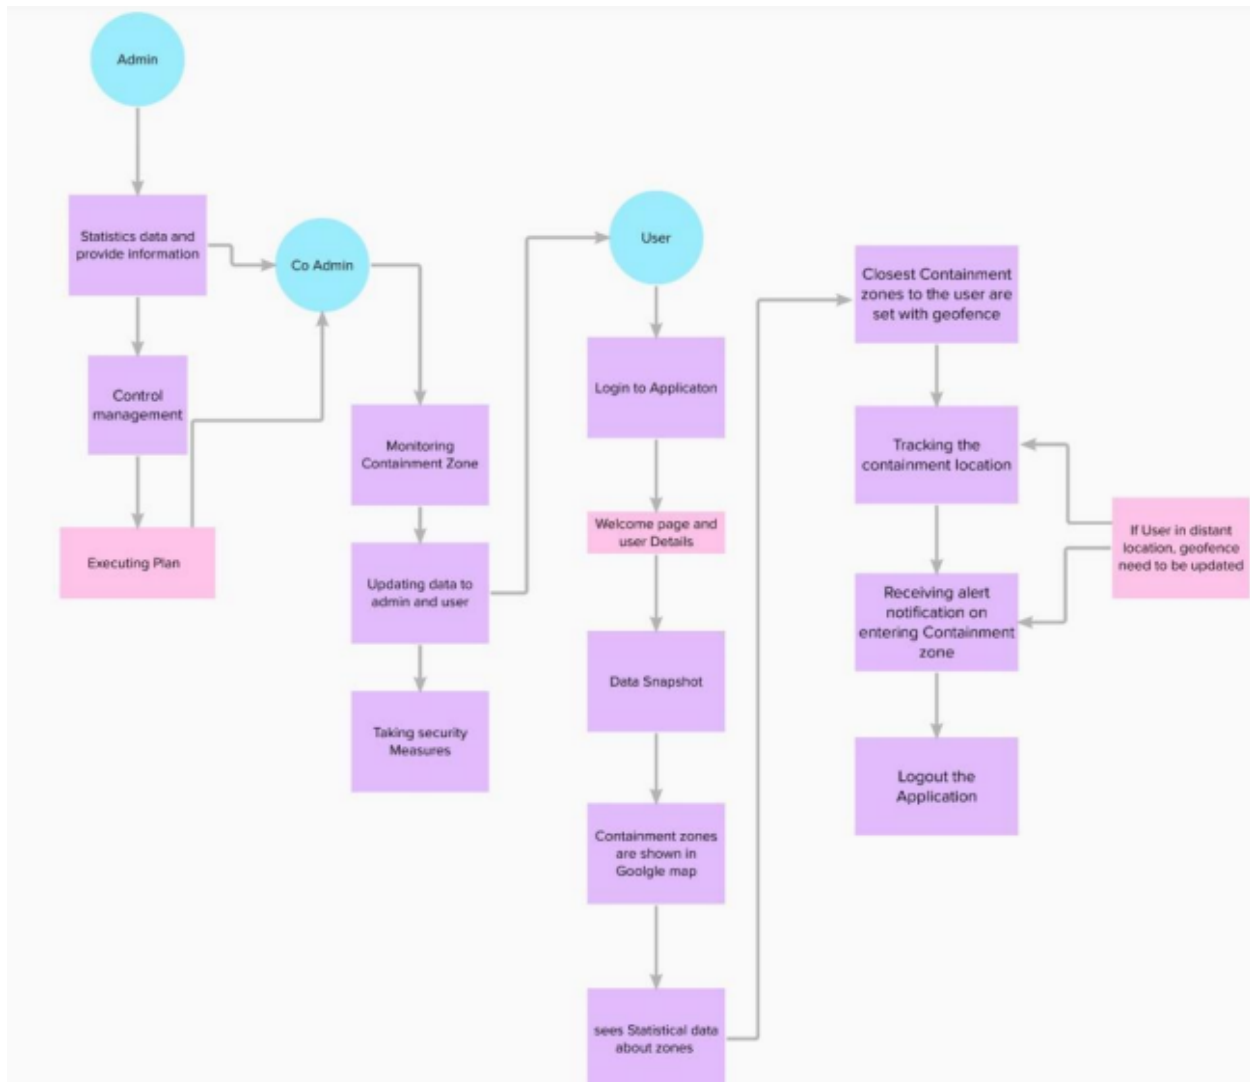 Admin
Statistics data and
provide information
Control
management
Executing Plan
Co Admin
Monitoring
Containment Zone
Updating data to
admin and user
Taking security
Measures
User
Login to Applicaton
Welcome page and
user Details
Data Snapshot
Containment zones
are shown in
Goolgle map
sees Statistical data
about zones
Closest Containment
zones to the user are
set with geofence
Tracking the
containment location
Receiving alert
notification on
entering Containment
zone
Logout the
Application
If User in distant
location, geofence
need to be updated